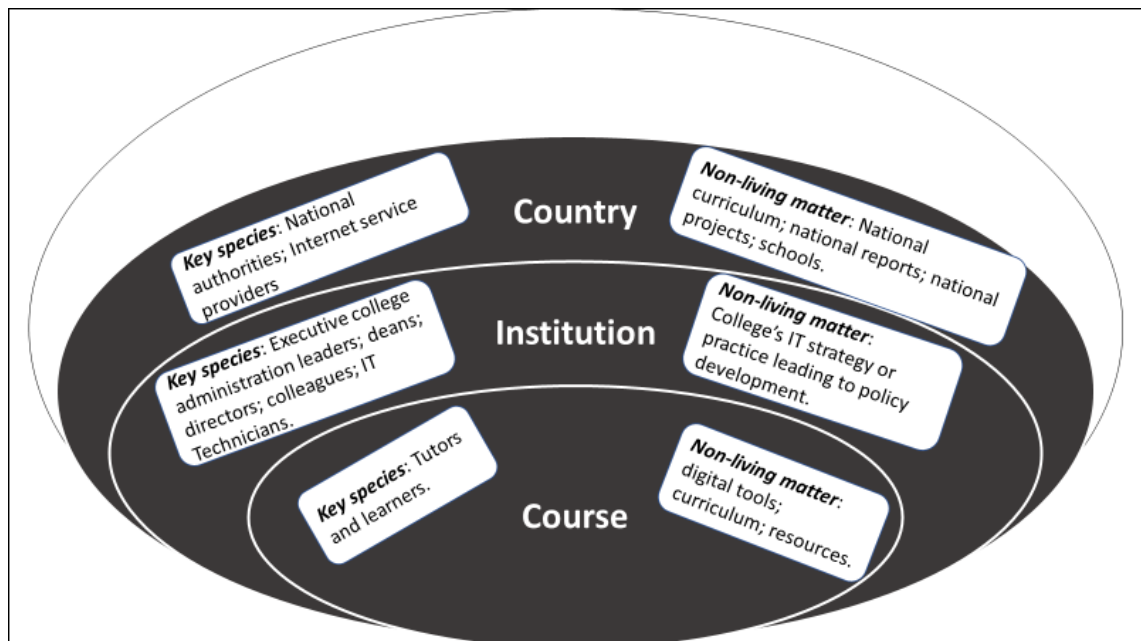 Country
Key species: National
authorities; Internet service
providers
Non-living matter: National
curriculum; national reports; national
projects; schools.
Institution
Key species: Executive college
administration leaders; deans;
directors; colleagues; IT
Technicians.
Non-living matter:
College’s IT strategy or
practice leading to policy
development.
Course
Key species: Tutors
and learners.
Non-living matter:
digital tools;
curriculum; resources.